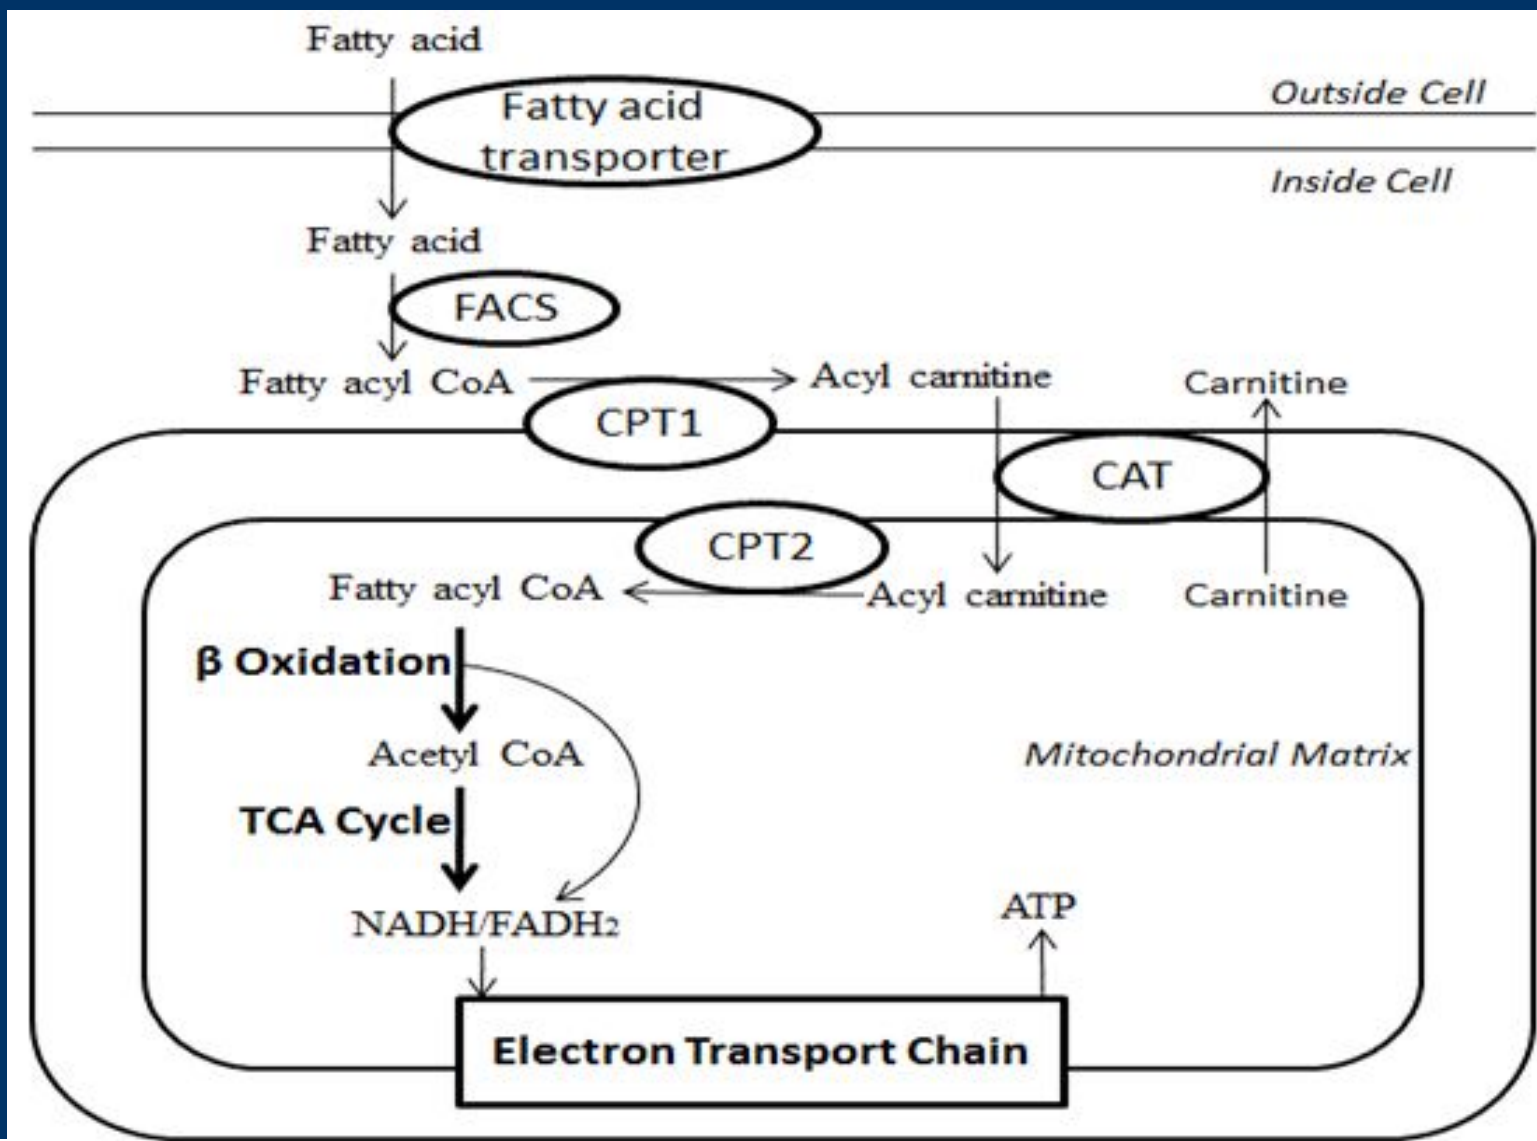 Fatty acid
Fatty acid
transporter
Outside Cell
Inside Cell
Fatty acid
FACS
Fatty acyl CoA
Acyl carnitine
Carnitine
CPT1
CAT
CPT2
Fatty acyl CoA
Acyl carnitine
Carnitine
β Oxidation
Acetyl CoA
Mitochondrial Matrix
TCA Cycle
NADH/FADH2
ATP
Electron Transport Chain